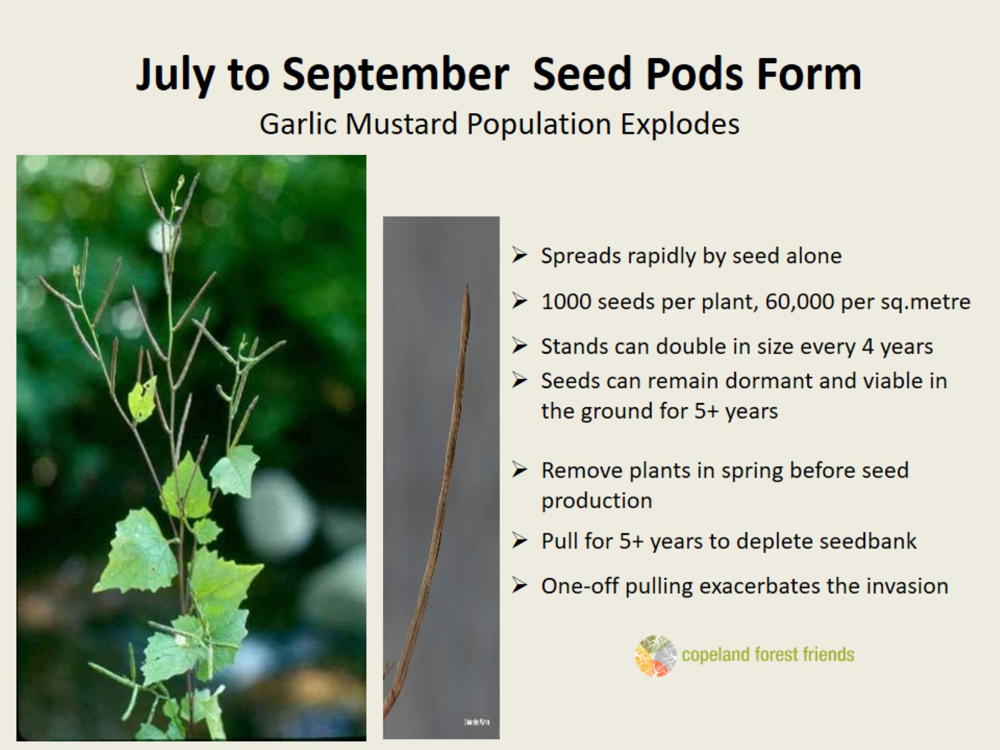 July to September  Seed Pods Form
Garlic Mustard Population Explodes
➢ Spreads rapidly by seed alone
➢ 1000 seeds per plant, 60,000 per sq.metre
➢ Stands can double in size every 4 years
➢ Seeds can remain dormant and viable in
the ground for 5+ years
➢ Remove plants in spring before seed
production
➢ Pull for 5+ years to deplete seedbank
➢ One-off pulling exacerbates the invasion
copeland forest friends